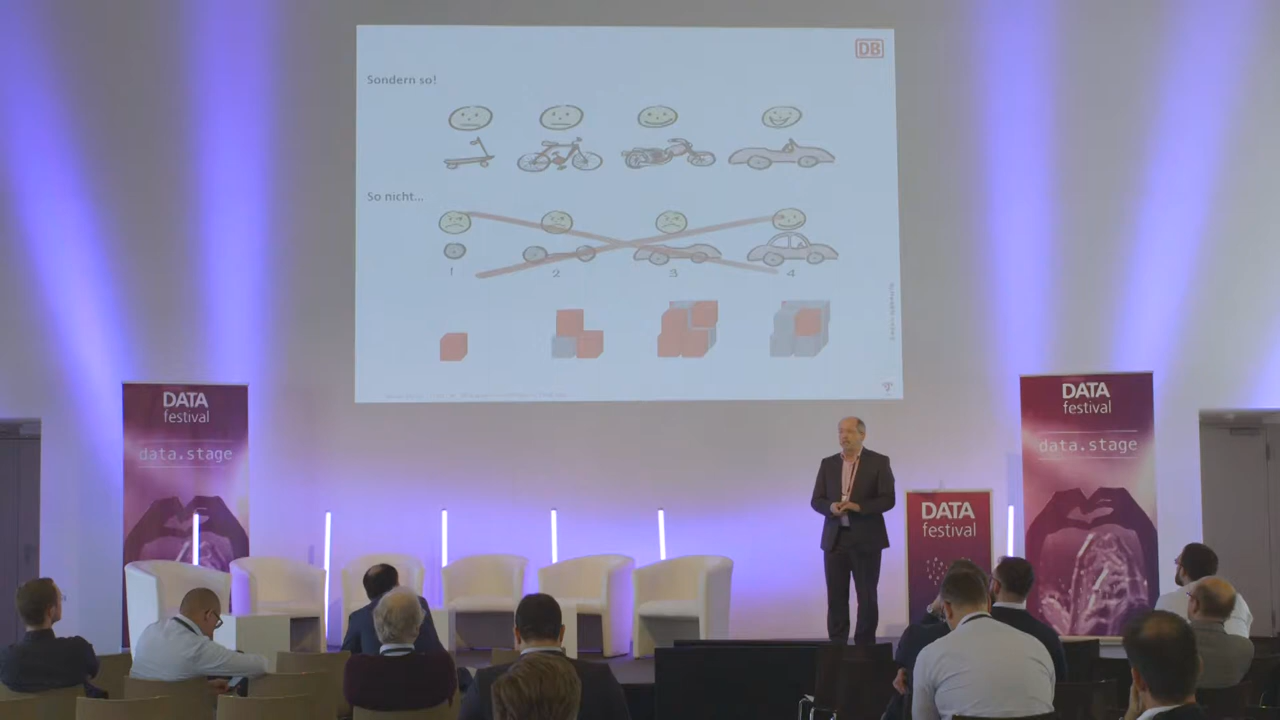 DB
Sondern so!
So nicht...
1 2 3 4
DATA
festival
data.stage
DATA
festival
data.stage
DATA
festival